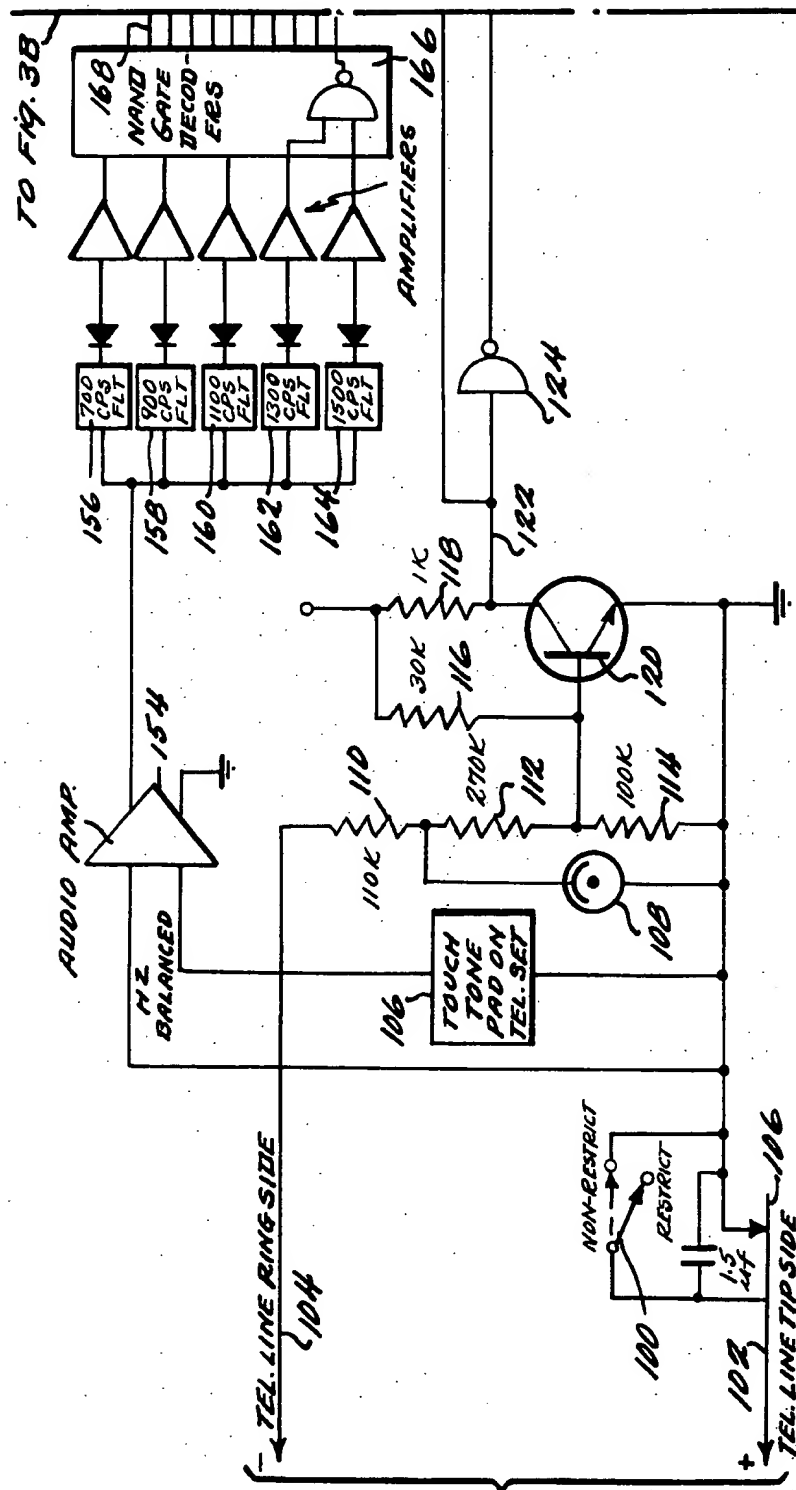 TO FIG. 3B
168
NAND
GATE
DECOD-
ERS
166
AMPLIFIERS
700
CPS
FLT
900
CPS
FLT
1100
CPS
FLT
1300
CPS
FLT
1500
CPS
FLT
156
158
160
162
164
124
122
1K
118
30K
116
120
AUDIO AMP.
154
HZ
BALANCED
110
110K
270K
112
100K
114
108
106
TOUCH
TONE
PAD ON
TEL. SET
TEL. LINE RING SIDE
104
-
NON-RESTRICT
RESTRICT
100
1.5
µf
106
102
+
TEL. LINE TIP SIDE